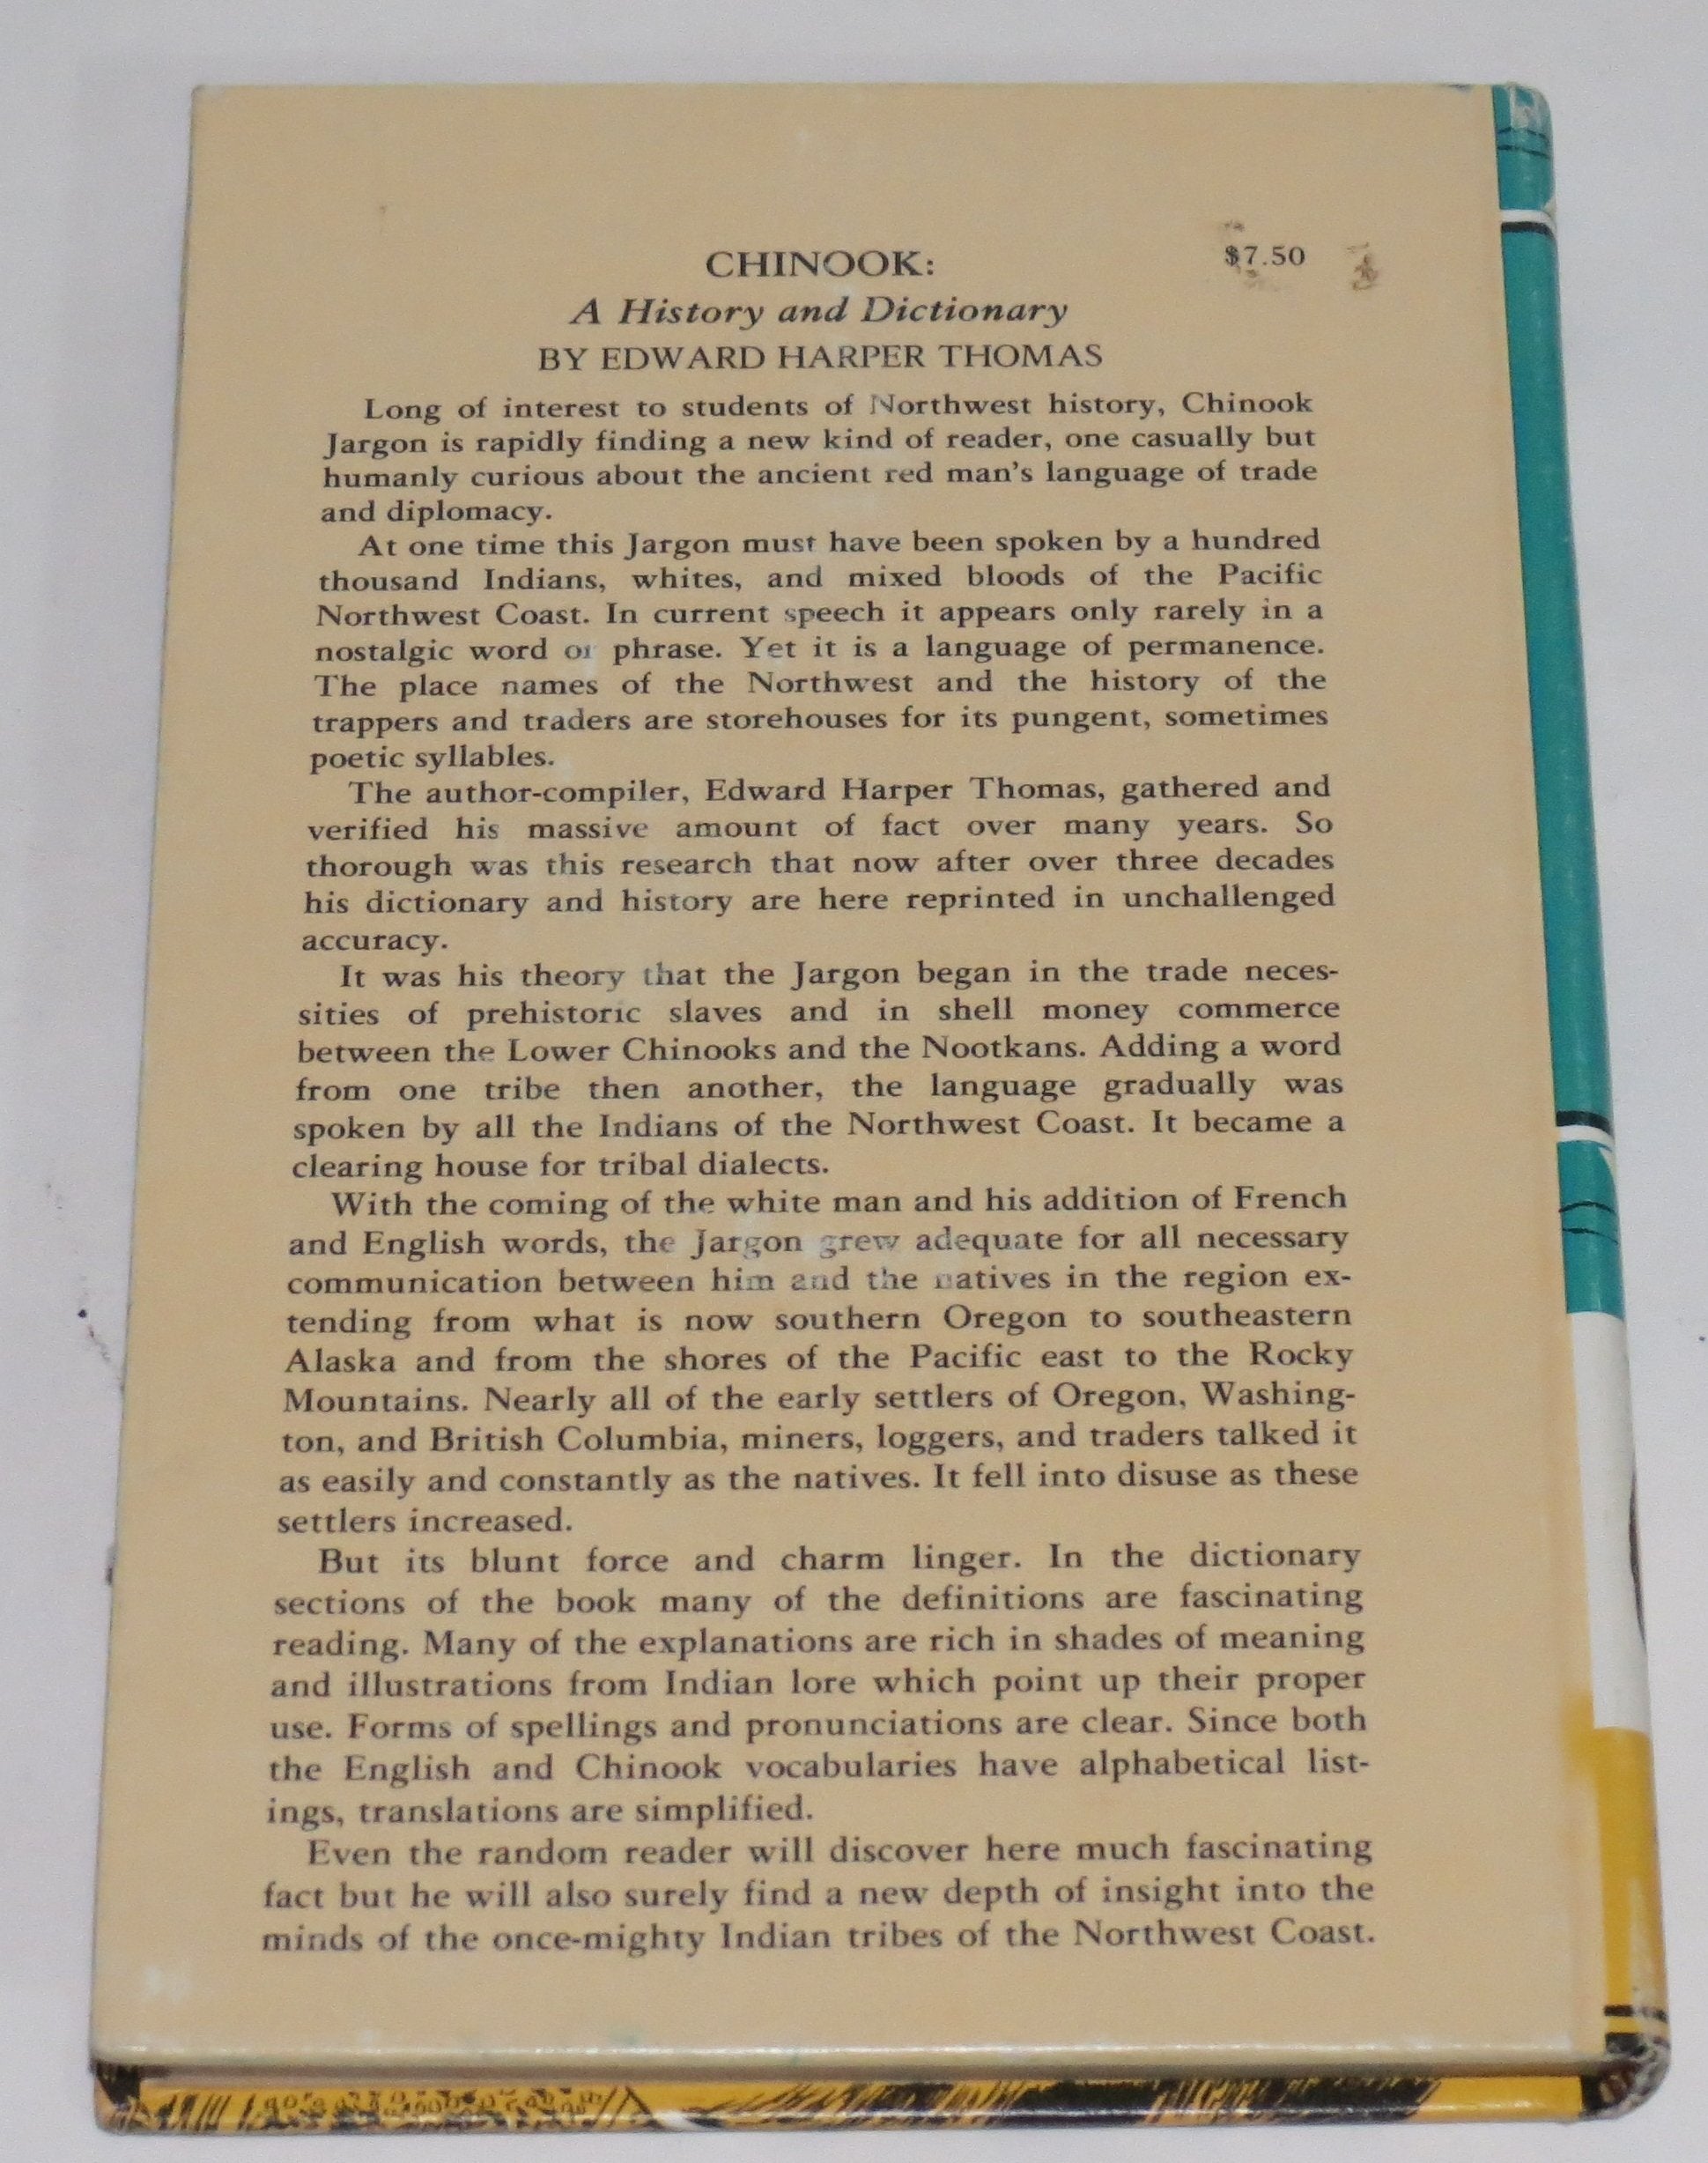 CHINOOK:
$7.50
A History and Dictionary
BY EDWARD HARPER THOMAS
Long of interest to students of Northwest history, Chinook
Jargon is rapidly finding a new kind of reader, one casually but
humanly curious about the ancient red man's language of trade
and diplomacy.
At one time this Jargon must have been spoken by a hundred
thousand Indians, whites, and mixed bloods of the Pacific
Northwest Coast. In current speech it appears only rarely in a
nostalgic word or phrase. Yet it is a language of permanence.
The place names of the Northwest and the history of the
trappers and traders are storehouses for its pungent, sometimes
poetic syllables.
The author-compiler, Edward Harper Thomas, gathered and
verified his massive amount of fact over many years. So
thorough was this research that now after over three decades
his dictionary and history are here reprinted in unchallenged
accuracy.
It was his theory that the Jargon began in the trade neces-
sities of prehistoric slaves and in shell money commerce
between the Lower Chinooks and the Nootkans. Adding a word
from one tribe then another, the language gradually was
spoken by all the Indians of the Northwest Coast. It became a
clearing house for tribal dialects.
With the coming of the white man and his addition of French
and English words, the Jargon grew adequate for all necessary
communication between him and the natives in the region ex-
tending from what is now southern Oregon to southeastern
Alaska and from the shores of the Pacific east to the Rocky
Mountains. Nearly all of the early settlers of Oregon, Washing-
ton, and British Columbia, miners, loggers, and traders talked it
as easily and constantly as the natives. It fell into disuse as these
settlers increased.
But its blunt force and charm linger. In the dictionary
sections of the book many of the definitions are fascinating
reading. Many of the explanations are rich in shades of meaning
and illustrations from Indian lore which point up their proper
use. Forms of spellings and pronunciations are clear. Since both
the English and Chinook vocabularies have alphabetical list-
ings, translations are simplified.
Even the random reader will discover here much fascinating
fact but he will also surely find a new depth of insight into the
minds of the once-mighty Indian tribes of the Northwest Coast.